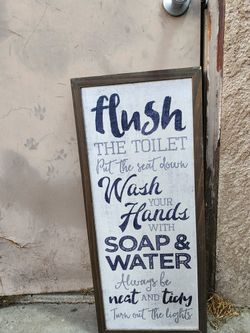 flush
THE TOILET
Put the seat down
Wash
YOUR
Hands
WITH
SOAP &
WATER
Always be
neat AND tidy
Turn out the lights